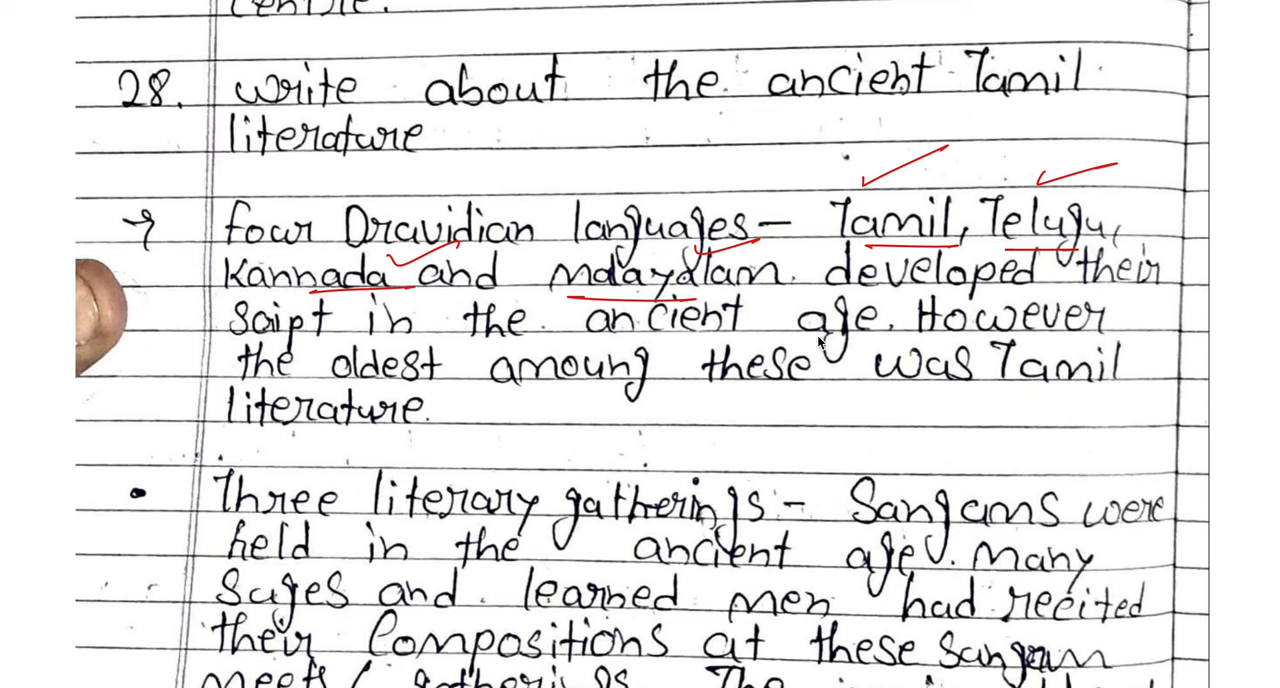 28. write about the ancient Tamil
literature
four Dravidian languages – Tamil, Telugu,
Kannada and Malayalam. developed their
Script in the ancient age. However
the oldest amoung these was Tamil
literature.
• Three literary gatherings:- Sangams were
held in the ancient age. Many
Sages and learned men had recited
their Compositions at these Sangam